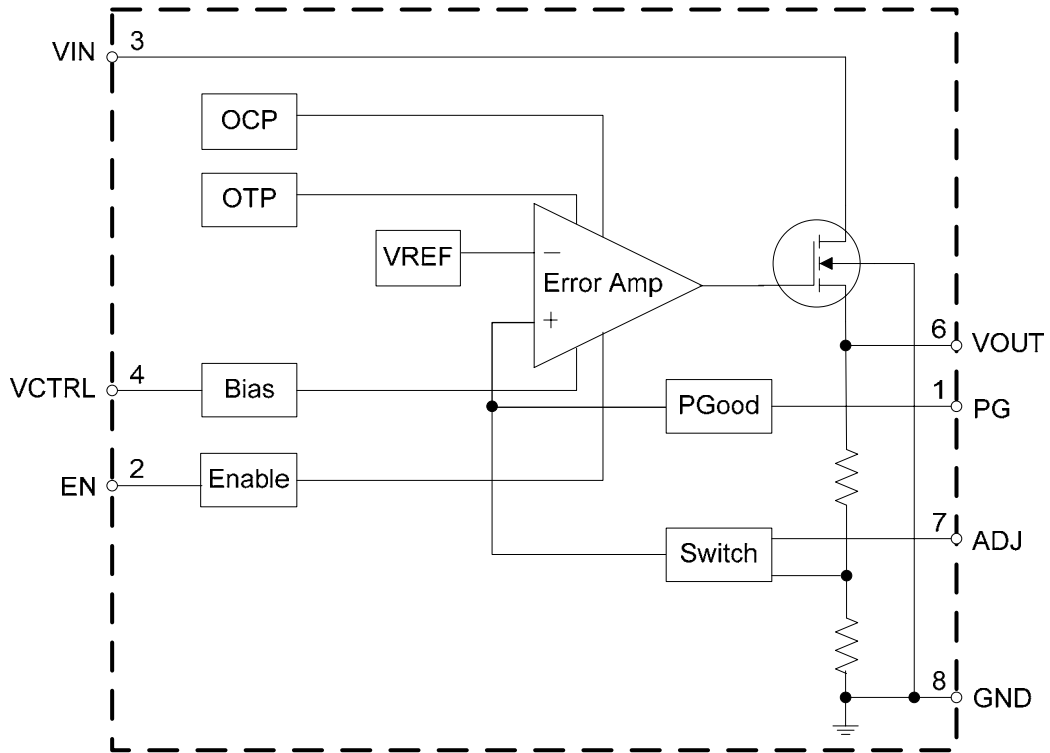 VIN
3
OCP
OTP
VREF
−
Error Amp
+
6
VOUT
VCTRL
4
Bias
PGood
1
PG
EN
2
Enable
7
ADJ
Switch
8
GND